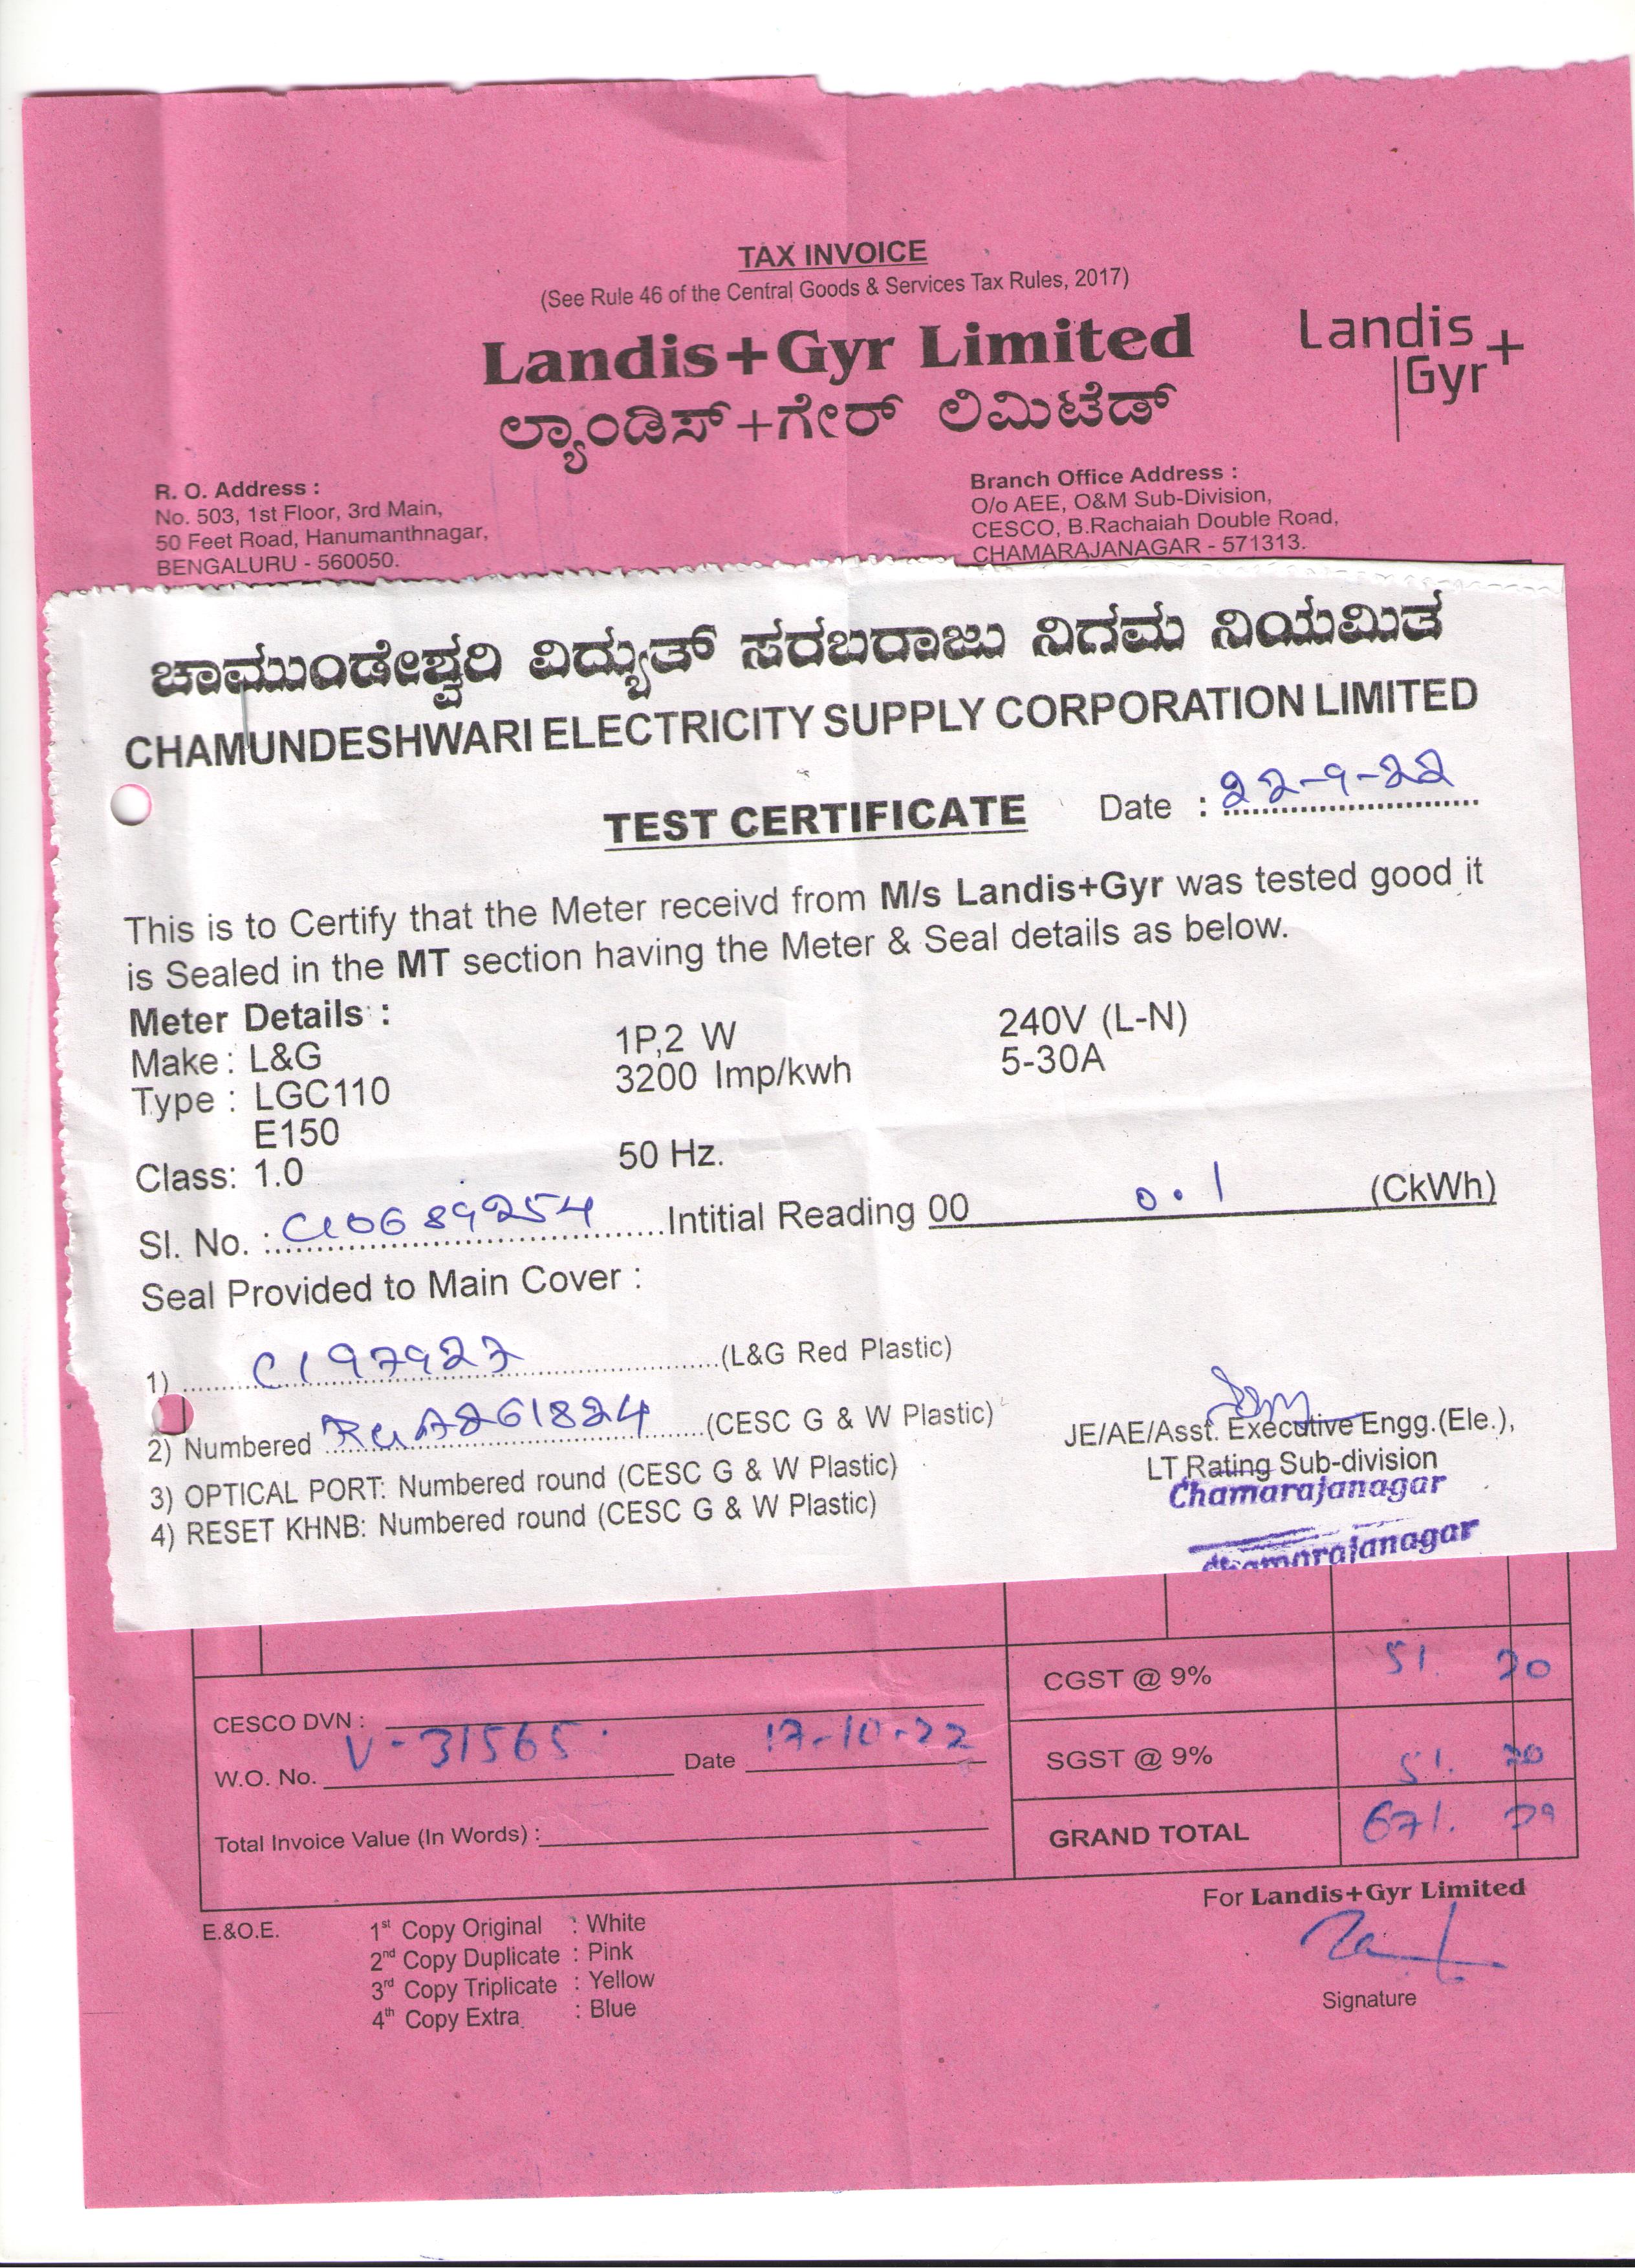 TAX INVOICE
(See Rule 46 of the Central Goods & Services Tax Rules, 2017)
Landis+Gyr Limited
ಲ್ಯಾಂಡಿಸ್+ಗೇರ್ ಲಿಮಿಟೆಡ್
Landis
Gyr+
R. O. Address :
No. 503, 1st Floor, 3rd Main,
50 Feet Road, Hanumanthnagar,
BENGALURU - 560050.
Branch Office Address :
O/o AEE, O&M Sub-Division,
CESCO, B.Rachaiah Double Road,
CHAMARAJANAGAR - 571313.
ಚಾಮುಂಡೇಶ್ವರಿ ವಿದ್ಯುತ್ ಸರಬರಾಜು ನಿಗಮ ನಿಯಮಿತ
CHAMUNDESHWARI ELECTRICITY SUPPLY CORPORATION LIMITED
TEST CERTIFICATE
Date : 22-9-22
This is to Certify that the Meter receivd from M/s Landis+Gyr was tested good it
is Sealed in the MT section having the Meter & Seal details as below.
Meter Details :
Make : L&G 1P,2 W 240V (L-N)
Type : LGC110 3200 Imp/kwh 5-30A
E150
Class: 1.0 50 Hz.
Sl. No. : Intitial Reading 00 0.1 (CkWh)
Seal Provided to Main Cover :
1) C197927 (L&G Red Plastic)
2) Numbered (CESC G & W Plastic)
3) OPTICAL PORT: Numbered round (CESC G & W Plastic)
4) RESET KHNB: Numbered round (CESC G & W Plastic)
JE/AE/Asst. Executive Engg.(Ele.),
LT Rating Sub-division
Chamarajanagar
Chamarajanagar
CGST @ 9% 51. 70
CESCO DVN :
W.O. No. V-31565 Date 17-10-22
SGST @ 9% 51. 70
Total Invoice Value (In Words) :
GRAND TOTAL 671. 79
For Landis+Gyr Limited
Signature
E.&O.E.
1st Copy Original : White
2nd Copy Duplicate : Pink
3rd Copy Triplicate : Yellow
4th Copy Extra : Blue